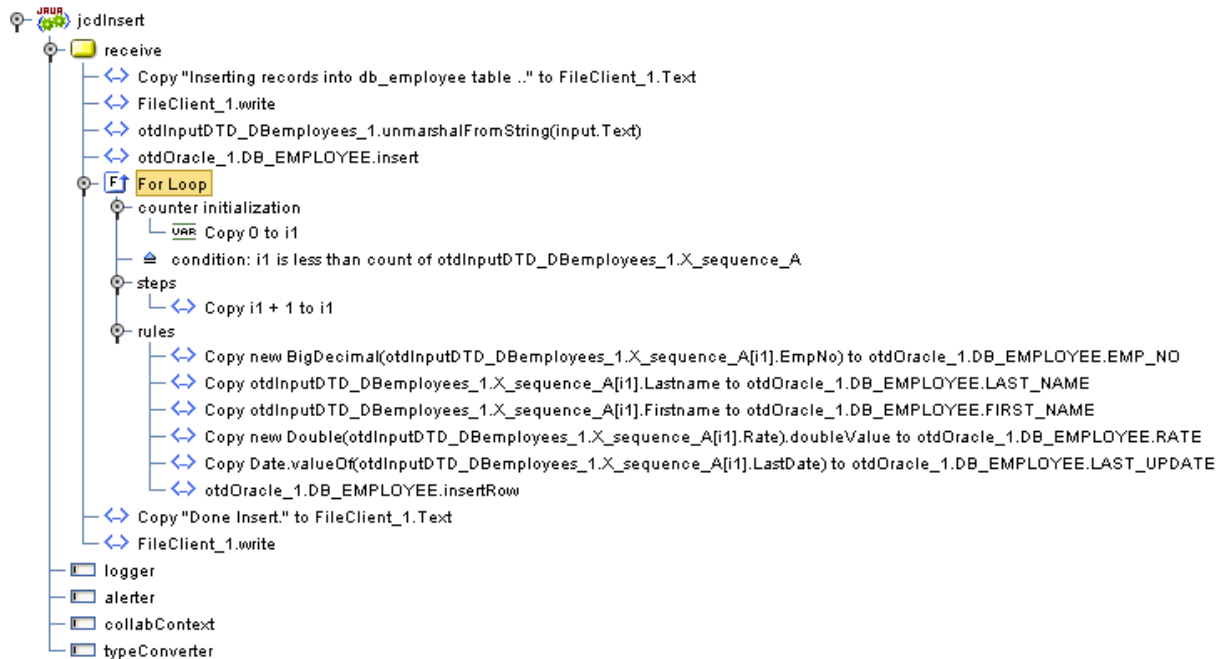 JAVA
jcdInsert
receive
Copy "Inserting records into db_employee table .." to FileClient_1.Text
FileClient_1.write
otdInputDTD_DBemployees_1.unmarshalFromString(input.Text)
otdOracle_1.DB_EMPLOYEE.insert
F For Loop
counter initialization
VAR Copy 0 to i1
condition: i1 is less than count of otdInputDTD_DBemployees_1.X_sequence_A
steps
Copy i1 + 1 to i1
rules
Copy new BigDecimal(otdInputDTD_DBemployees_1.X_sequence_A[i1].EmpNo) to otdOracle_1.DB_EMPLOYEE.EMP_NO
Copy otdInputDTD_DBemployees_1.X_sequence_A[i1].Lastname to otdOracle_1.DB_EMPLOYEE.LAST_NAME
Copy otdInputDTD_DBemployees_1.X_sequence_A[i1].Firstname to otdOracle_1.DB_EMPLOYEE.FIRST_NAME
Copy new Double(otdInputDTD_DBemployees_1.X_sequence_A[i1].Rate).doubleValue to otdOracle_1.DB_EMPLOYEE.RATE
Copy Date.valueOf(otdInputDTD_DBemployees_1.X_sequence_A[i1].LastDate) to otdOracle_1.DB_EMPLOYEE.LAST_UPDATE
otdOracle_1.DB_EMPLOYEE.insertRow
Copy "Done Insert." to FileClient_1.Text
FileClient_1.write
logger
alerter
collabContext
typeConverter